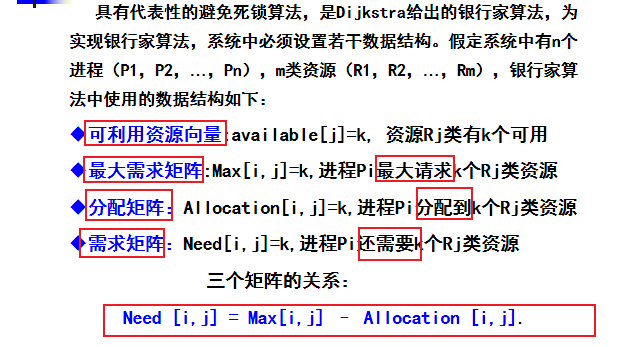 具有代表性的避免死锁算法，是Dijkstra给出的银行家算法，为
实现银行家算法，系统中必须设置若干数据结构。假定系统中有n个
进程（P1，P2，…，Pn），m类资源（R1，R2，…，Rm），银行家算
法中使用的数据结构如下：
◆可利用资源向量:available[j]=k, 资源Rj类有k个可用
◆最大需求矩阵:Max[i,j]=k,进程Pi最大请求k个Rj类资源
◆分配矩阵：Allocation[i,j]=k,进程Pi分配到k个Rj类资源
◆需求矩阵：Need[i,j]=k,进程Pi还需要k个Rj类资源
三个矩阵的关系：
Need [i,j] = Max[i,j] – Allocation [i,j].